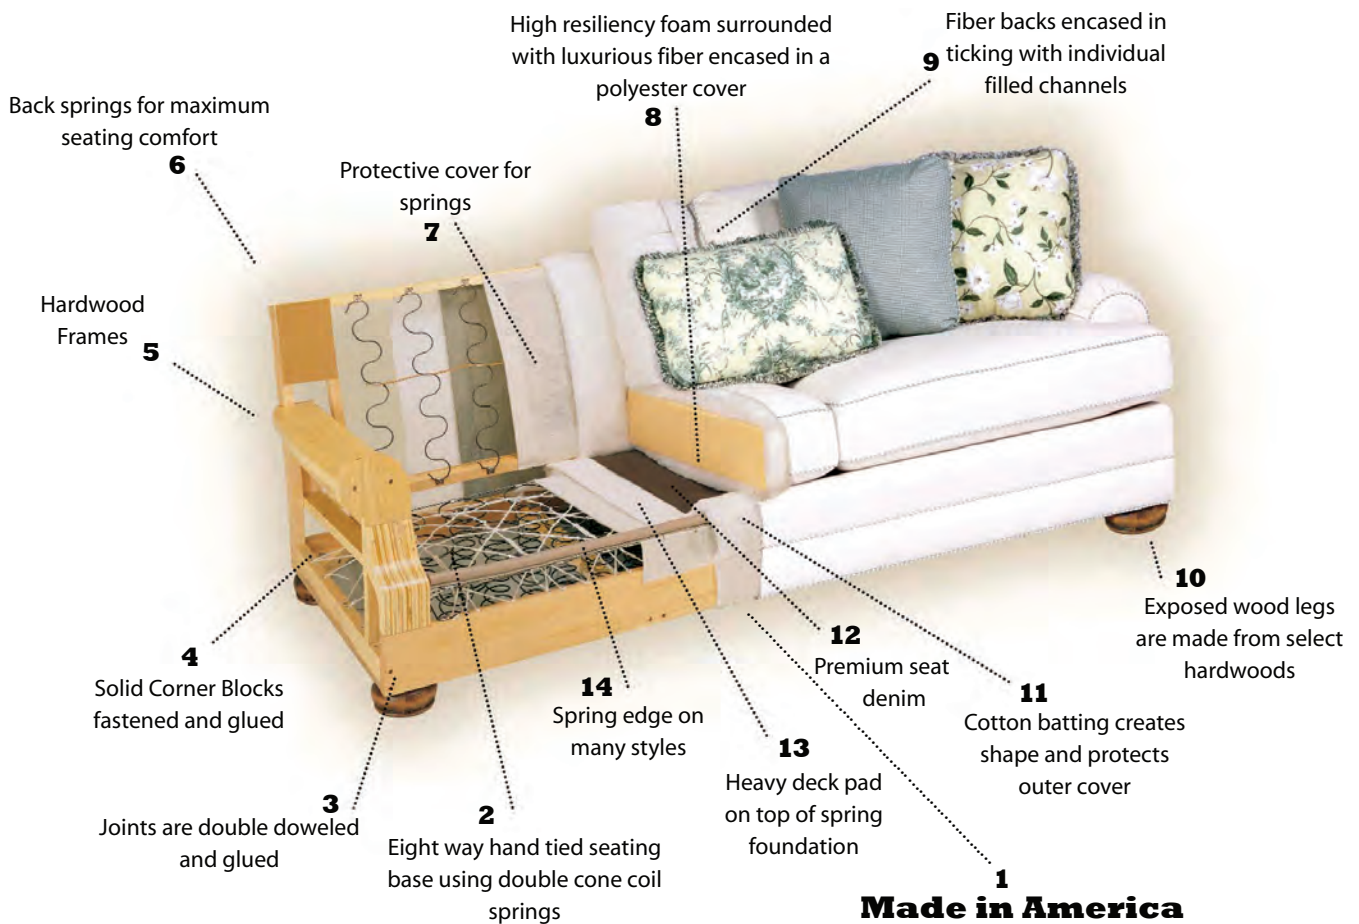 High resiliency foam surrounded
with luxurious fiber encased in a
polyester cover
8
Fiber backs encased in
ticking with individual
filled channels
9
Back springs for maximum
seating comfort
6
Protective cover for
springs
7
Hardwood
Frames
5
4
Solid Corner Blocks
fastened and glued
3
Joints are double doweled
and glued
2
Eight way hand tied seating
base using double cone coil
springs
14
Spring edge on
many styles
13
Heavy deck pad
on top of spring
foundation
12
Premium seat
denim
11
Cotton batting creates
shape and protects
outer cover
10
Exposed wood legs
are made from select
hardwoods
1
Made in America